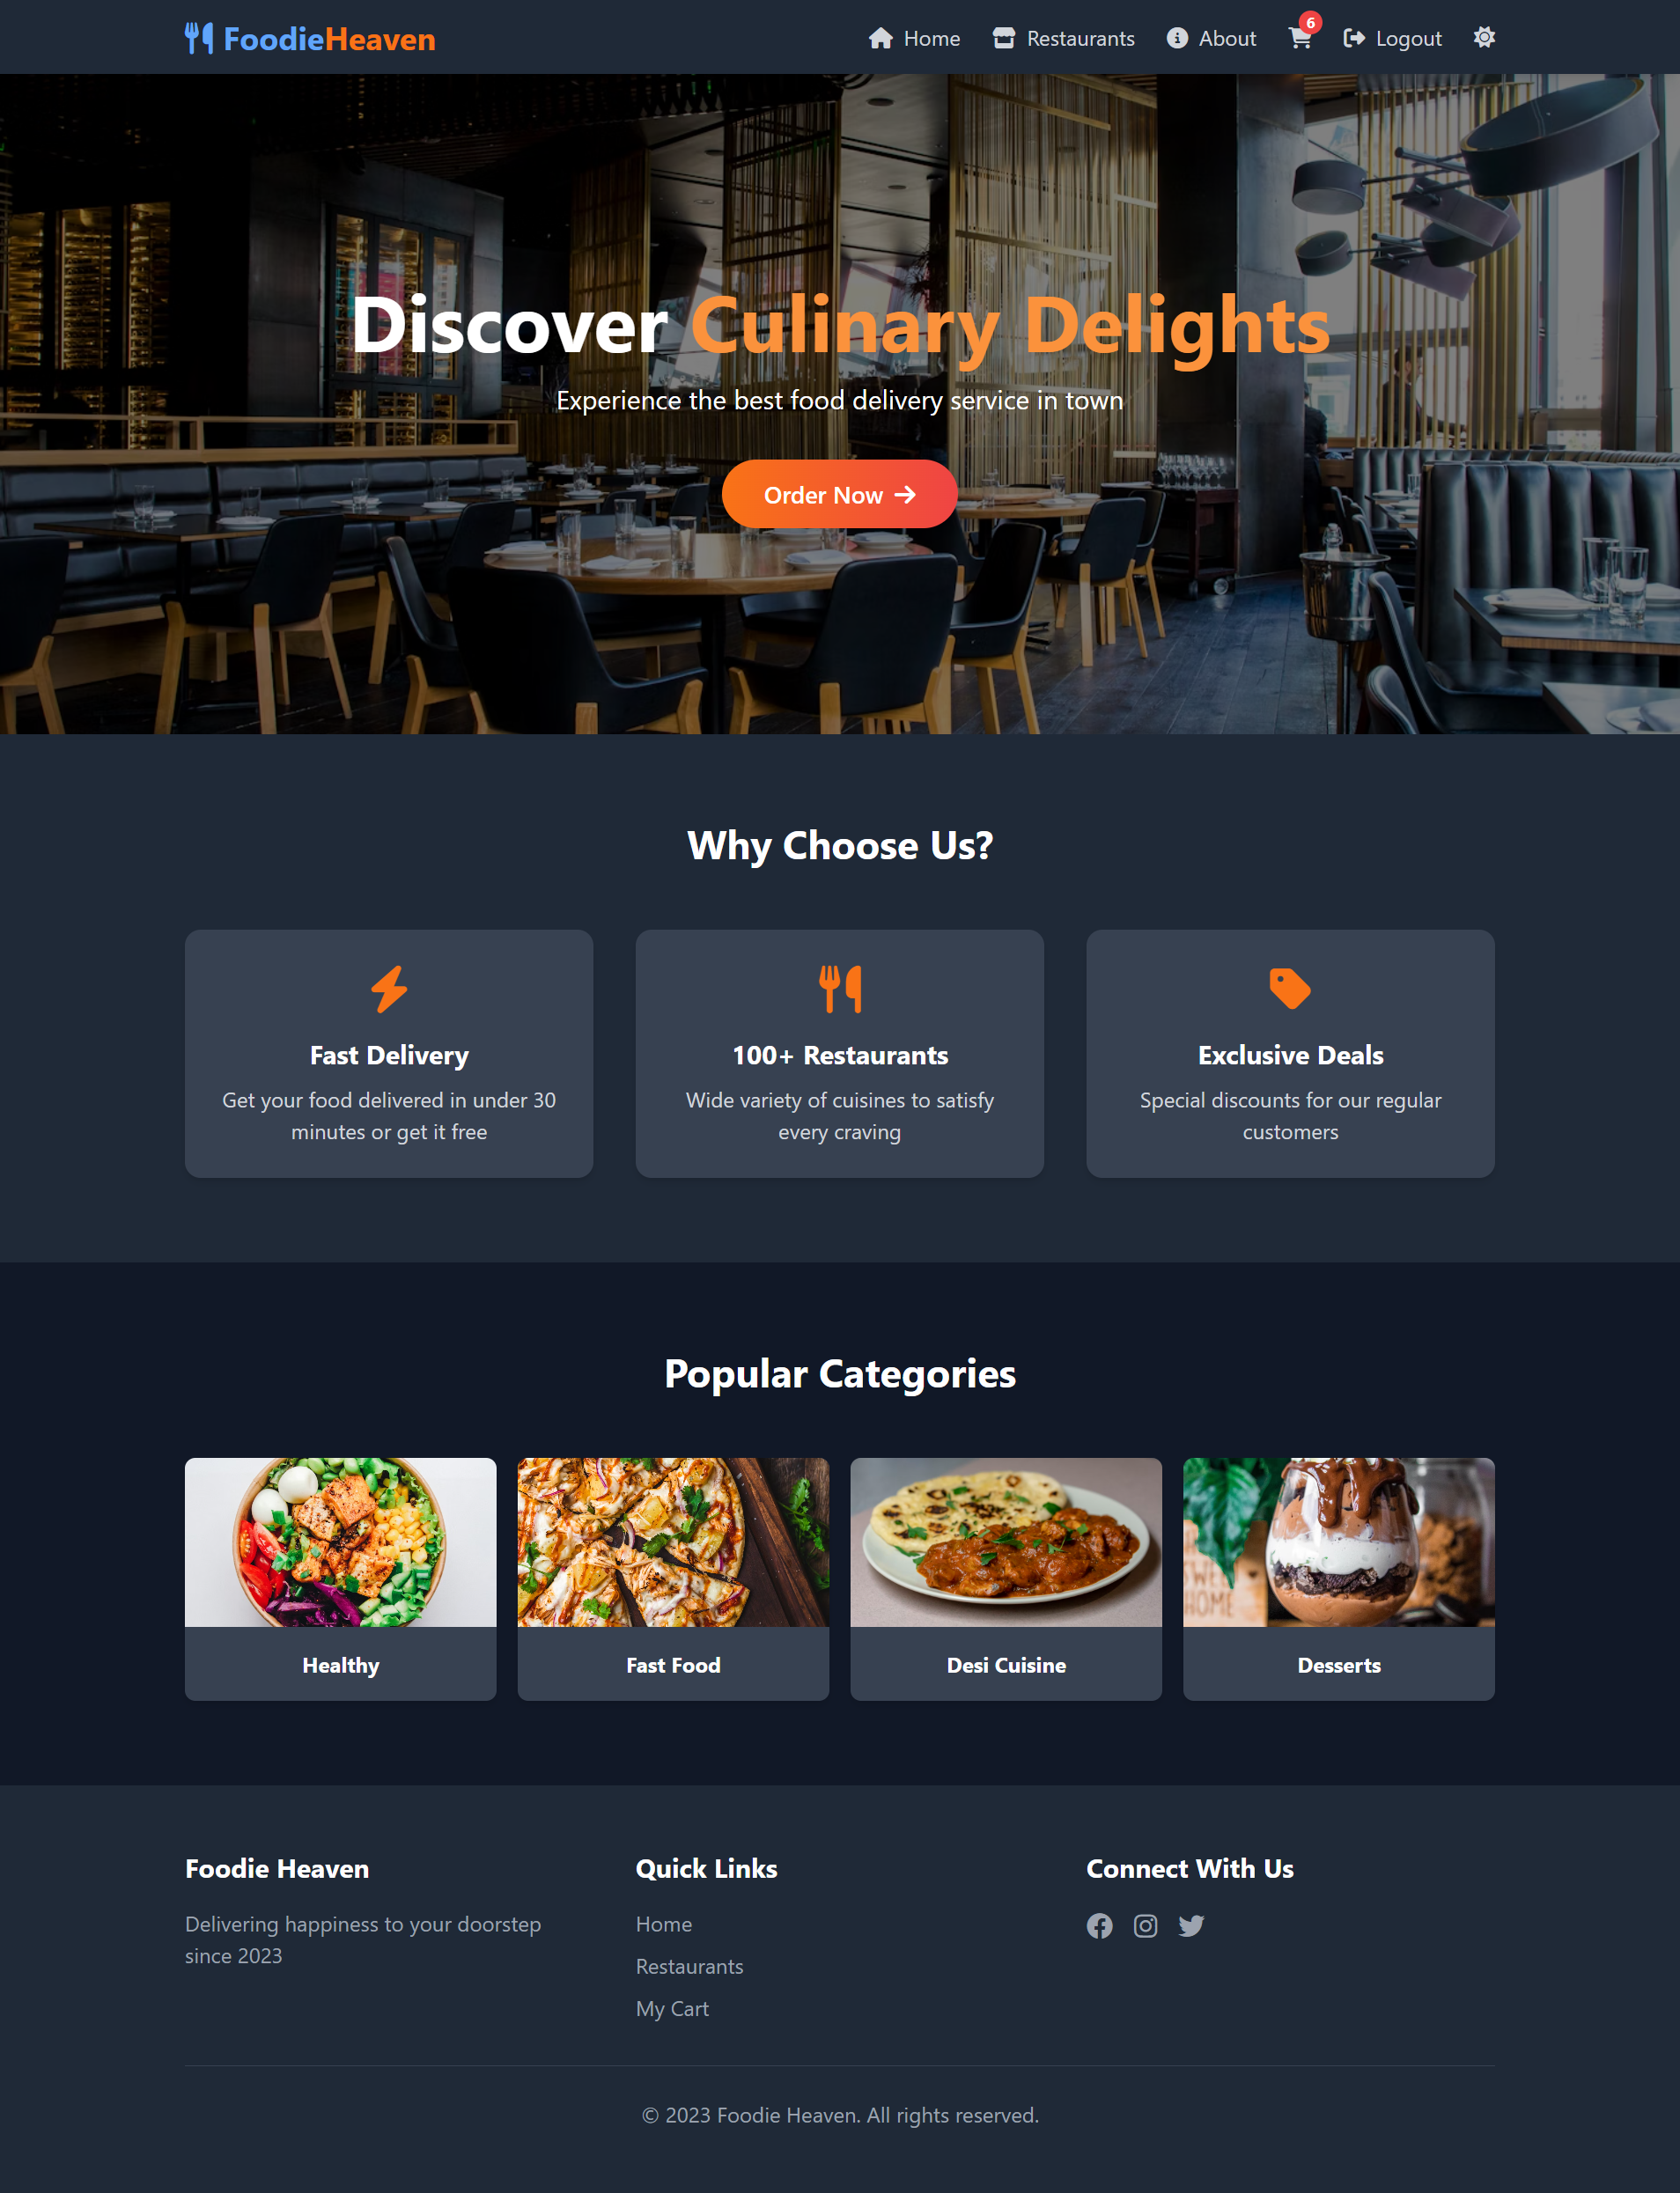 FoodieHeaven
Home
Restaurants
About
6
Logout
Discover Culinary Delights
Experience the best food delivery service in town
Order Now
Why Choose Us?
Fast Delivery
Get your food delivered in under 30
minutes or get it free
100+ Restaurants
Wide variety of cuisines to satisfy
every craving
Exclusive Deals
Special discounts for our regular
customers
Popular Categories
HOME
Healthy
Fast Food
Desi Cuisine
Desserts
Foodie Heaven
Delivering happiness to your doorstep
since 2023
Quick Links
Home
Restaurants
My Cart
Connect With Us
© 2023 Foodie Heaven. All rights reserved.